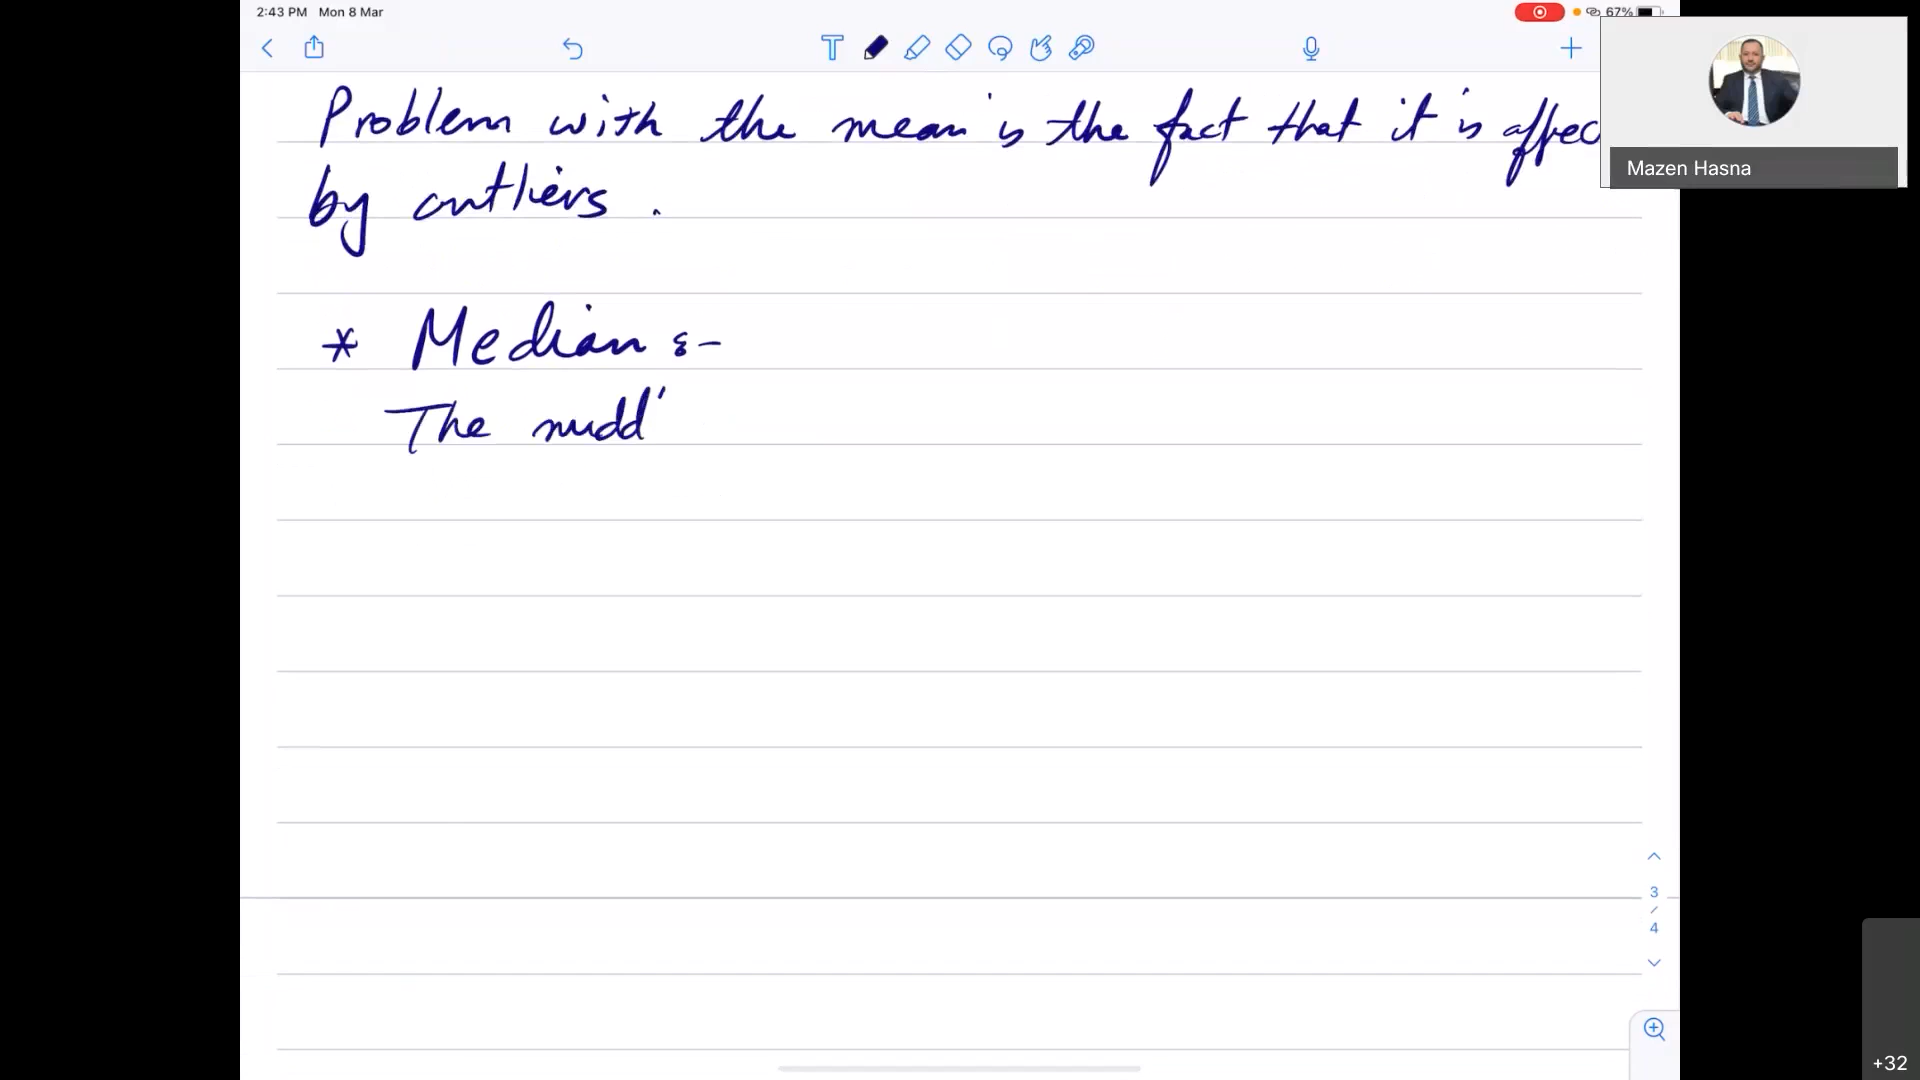 2:43 PM Mon 8 Mar
67%
Problem with the mean is the fact that it is affec
by outliers .
Mazen Hasna
* Median :-
The midd
3
/
4
+32